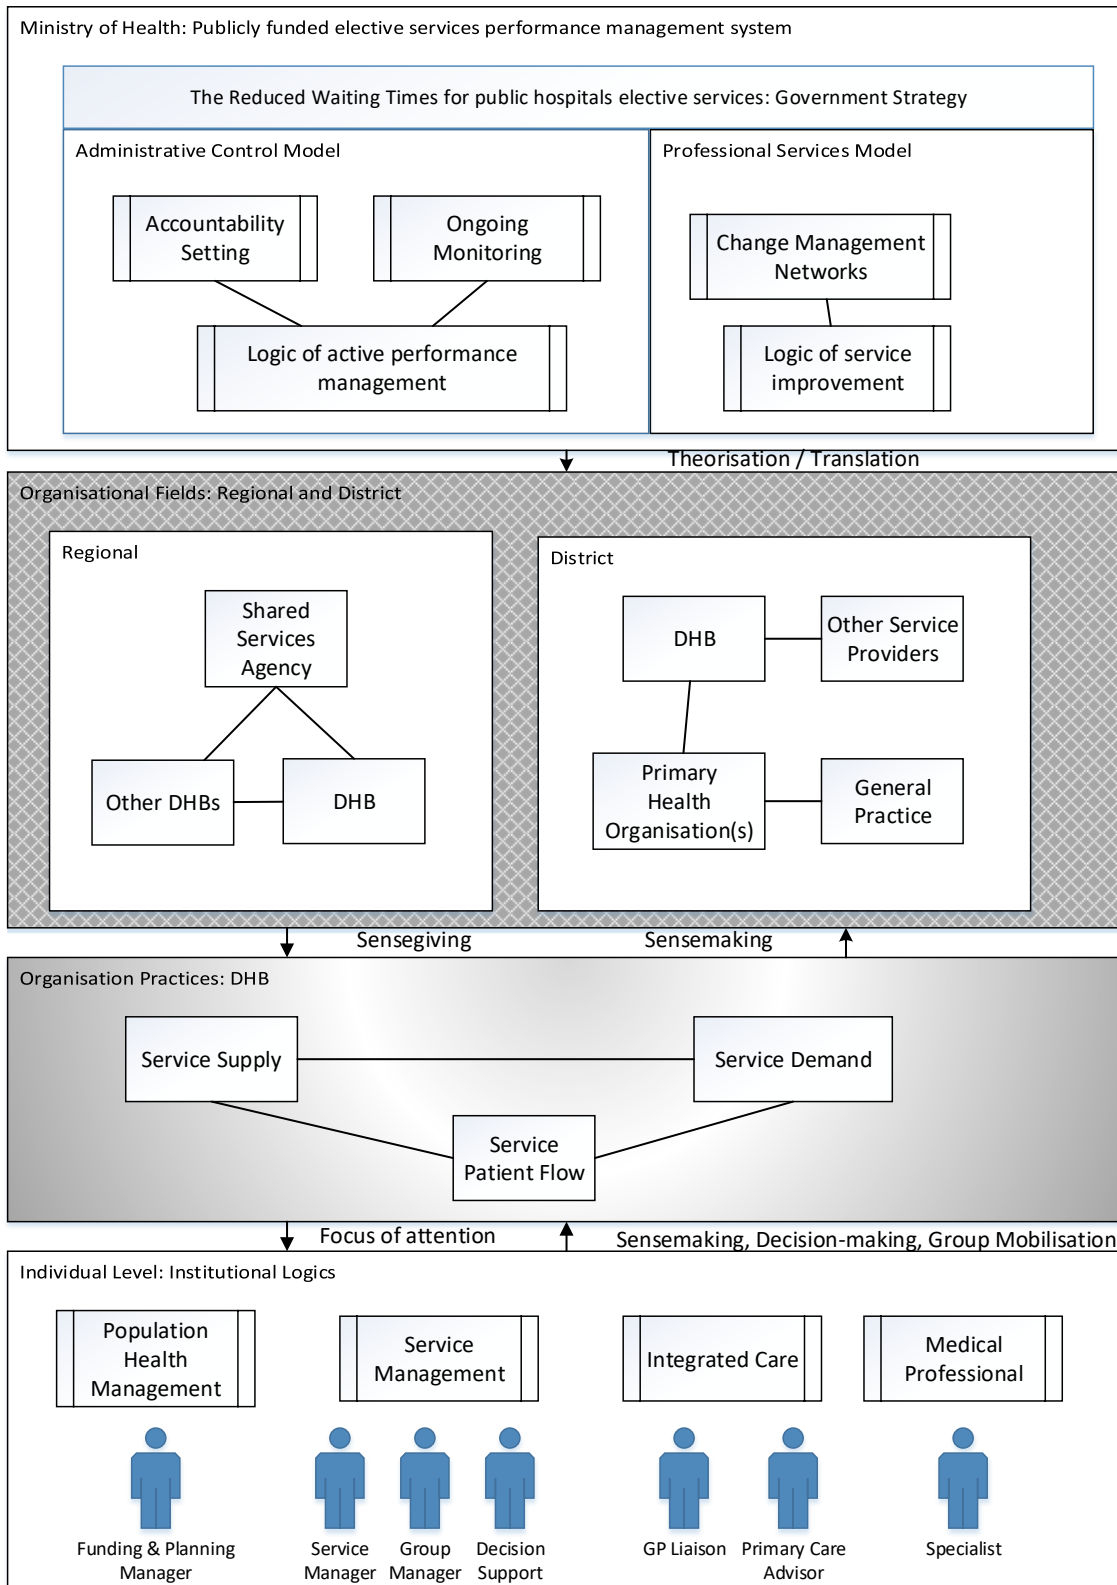 Ministry of Health: Publicly funded elective services performance management system
The Reduced Waiting Times for public hospitals elective services: Government Strategy
Administrative Control Model
Professional Services Model
Accountability
Setting
Ongoing
Monitoring
Change Management
Networks
Logic of active performance
management
Logic of service
improvement
Theorisation / Translation
Organisational Fields: Regional and District
Regional
District
Shared
Services
Agency
DHB
Other Service
Providers
Other DHBs
DHB
Primary
Health
Organisation(s)
General
Practice
Sensegiving
Sensemaking
Organisation Practices: DHB
Service Supply
Service Demand
Service
Patient Flow
Focus of attention
Sensemaking, Decision-making, Group Mobilisation
Individual Level: Institutional Logics
Population
Health
Management
Service
Management
Integrated Care
Medical
Professional
Funding & Planning
Manager
Service
Manager
Group
Manager
Decision
Support
GP Liaison
Primary Care
Advisor
Specialist